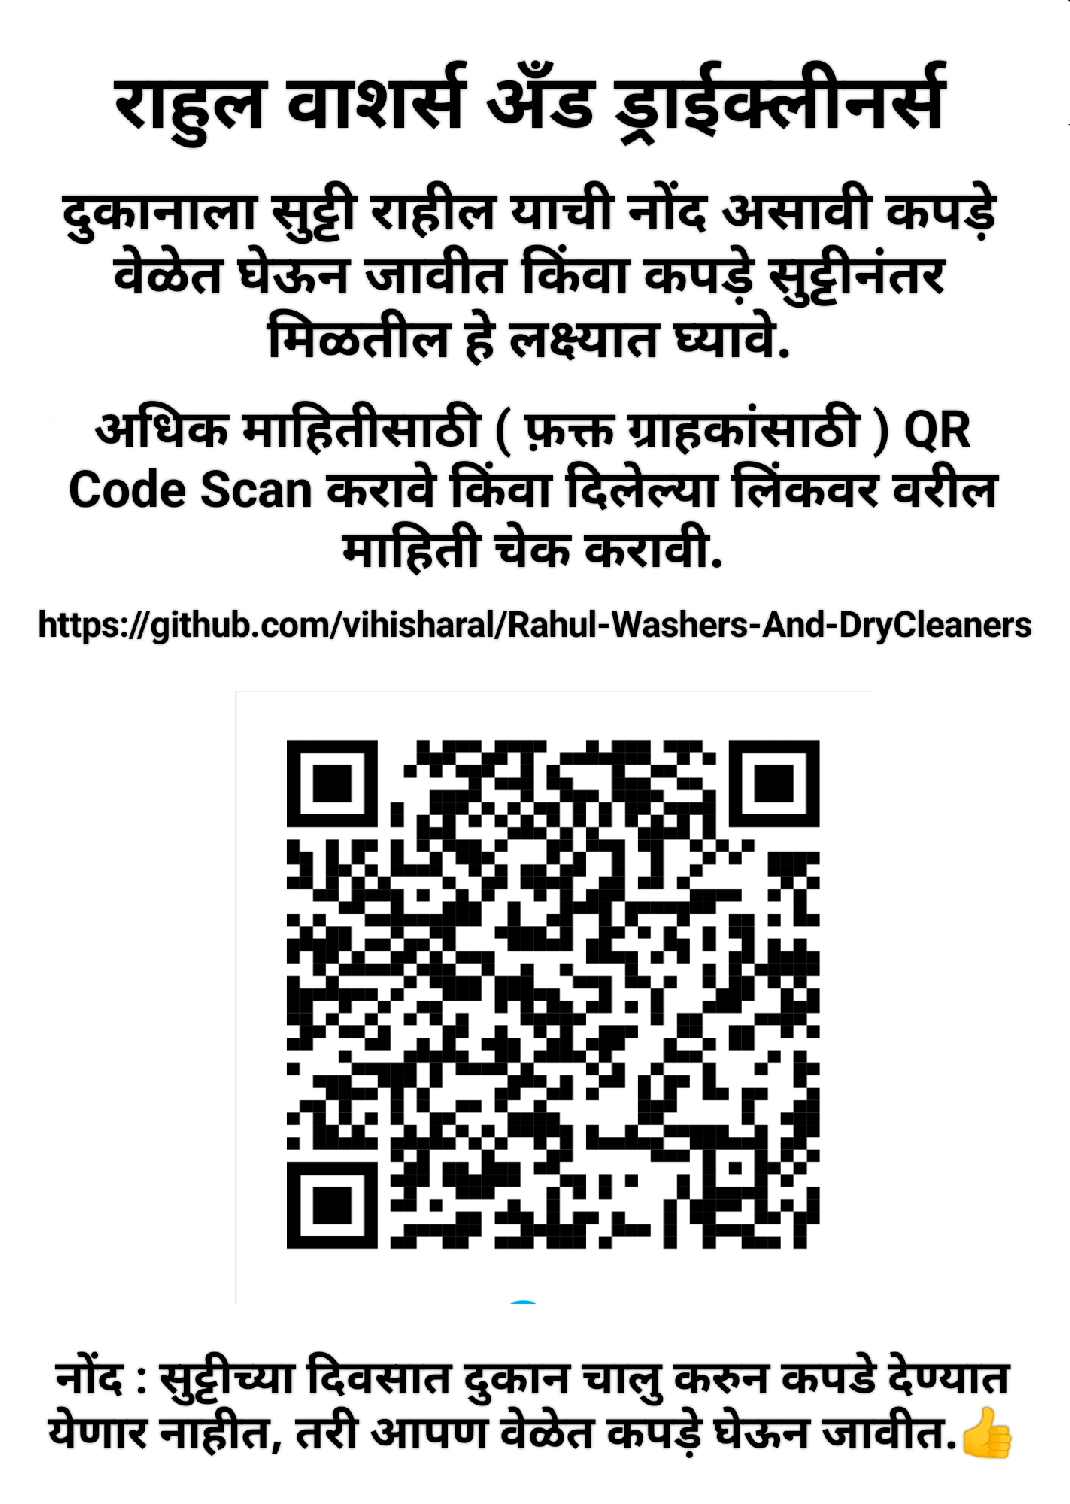 राहुल वाशर्स अँड ड्राईक्लीनर्स
दुकानाला सुट्टी राहील याची नोंद असावी कपड़े
वेळेत घेऊन जावीत किंवा कपड़े सुट्टीनंतर
मिळतील हे लक्ष्यात घ्यावे.
अधिक माहितीसाठी ( फ़क्त ग्राहकांसाठी ) QR
Code Scan करावे किंवा दिलेल्या लिंकवर वरील
माहिती चेक करावी.
https://github.com/vihisharal/Rahul-Washers-And-DryCleaners
नोंद : सुट्टीच्या दिवसात दुकान चालु करुन कपडे देण्यात
येणार नाहीत, तरी आपण वेळेत कपड़े घेऊन जावीत.👍